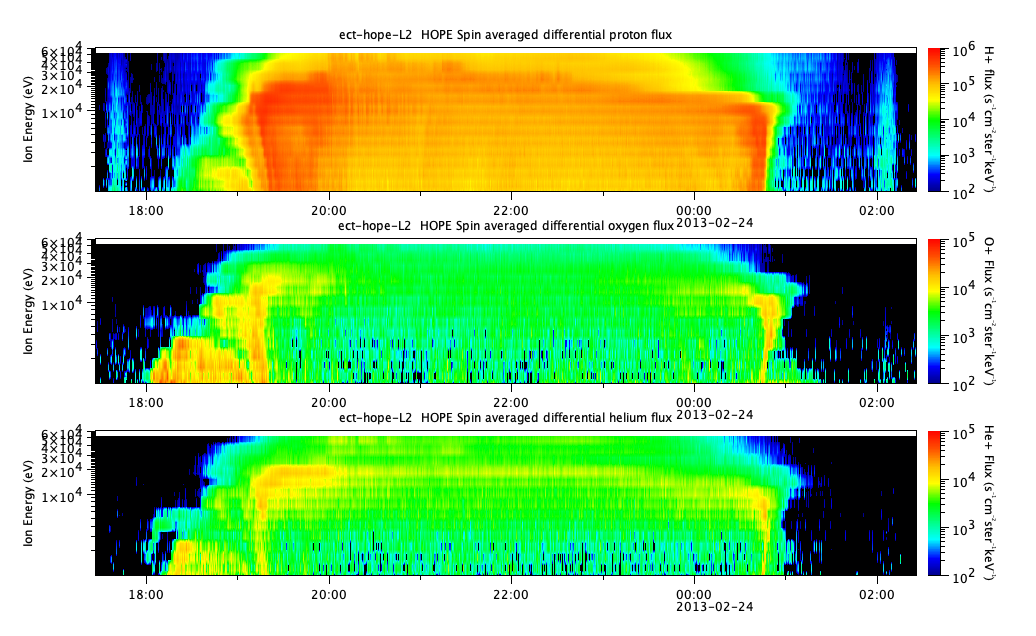 ect-hope-L2 HOPE Spin averaged differential proton flux
6×10⁴
4×10⁴
3×10⁴
2×10⁴
1×10⁴
Ion Energy (eV)
10⁶
10⁵
10⁴
10³
10²
H+ flux (s⁻¹cm⁻²ster⁻¹keV⁻¹)
18:00 20:00 22:00 00:00 02:00
2013-02-24
ect-hope-L2 HOPE Spin averaged differential oxygen flux
6×10⁴
4×10⁴
3×10⁴
2×10⁴
1×10⁴
Ion Energy (eV)
10⁵
10⁴
10³
10²
O+ Flux (s⁻¹cm⁻²ster⁻¹keV⁻¹)
18:00 20:00 22:00 00:00 02:00
2013-02-24
ect-hope-L2 HOPE Spin averaged differential helium flux
6×10⁴
4×10⁴
3×10⁴
2×10⁴
1×10⁴
Ion Energy (eV)
10⁵
10⁴
10³
10²
He+ Flux (s⁻¹cm⁻²ster⁻¹keV⁻¹)
18:00 20:00 22:00 00:00 02:00
2013-02-24